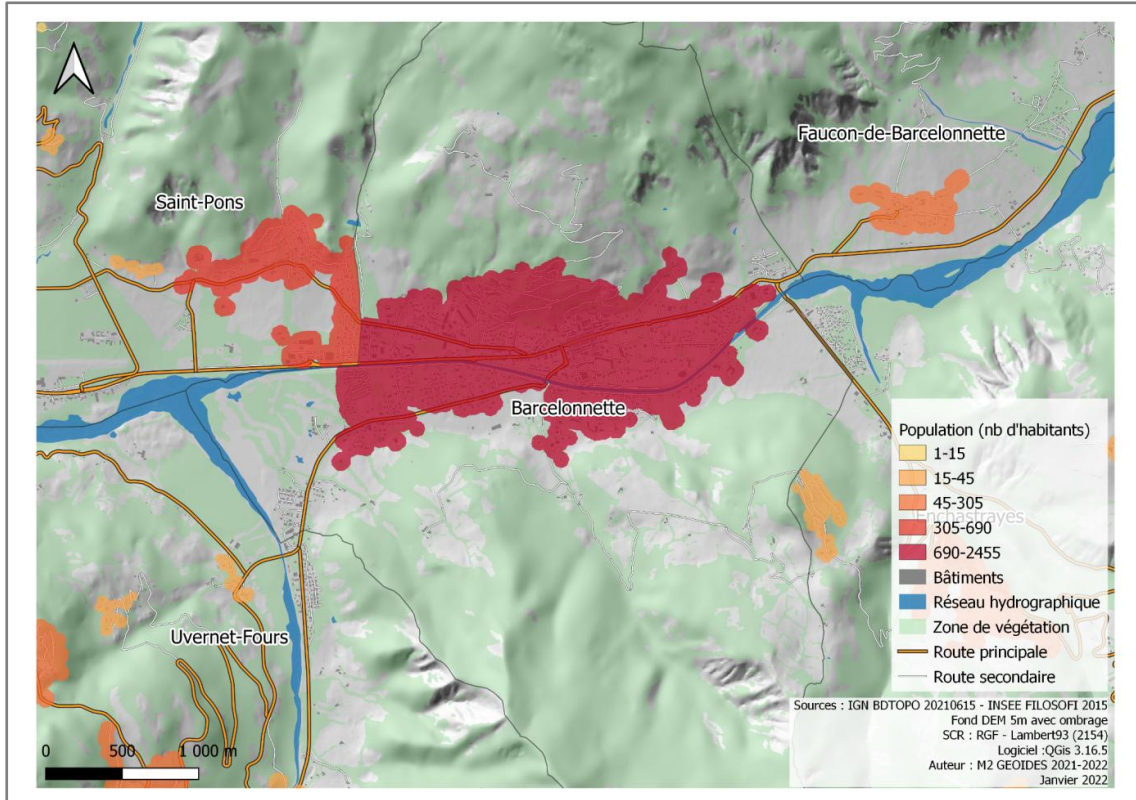 Faucon-de-Barcelonnette
Saint-Pons
Barcelonnette
Uvernet-Fours
Enchastrayes
Population (nb d'habitants)
1-15
15-45
45-305
305-690
690-2455
Bâtiments
Réseau hydrographique
Zone de végétation
Route principale
Route secondaire
Sources : IGN BDTOPO 20210615 - INSEE FILOSOFI 2015
Fond DEM 5m avec ombrage
SCR : RGF - Lambert93 (2154)
Logiciel :QGis 3.16.5
Auteur : M2 GEOIDES 2021-2022
Janvier 2022
0 500 1 000 m